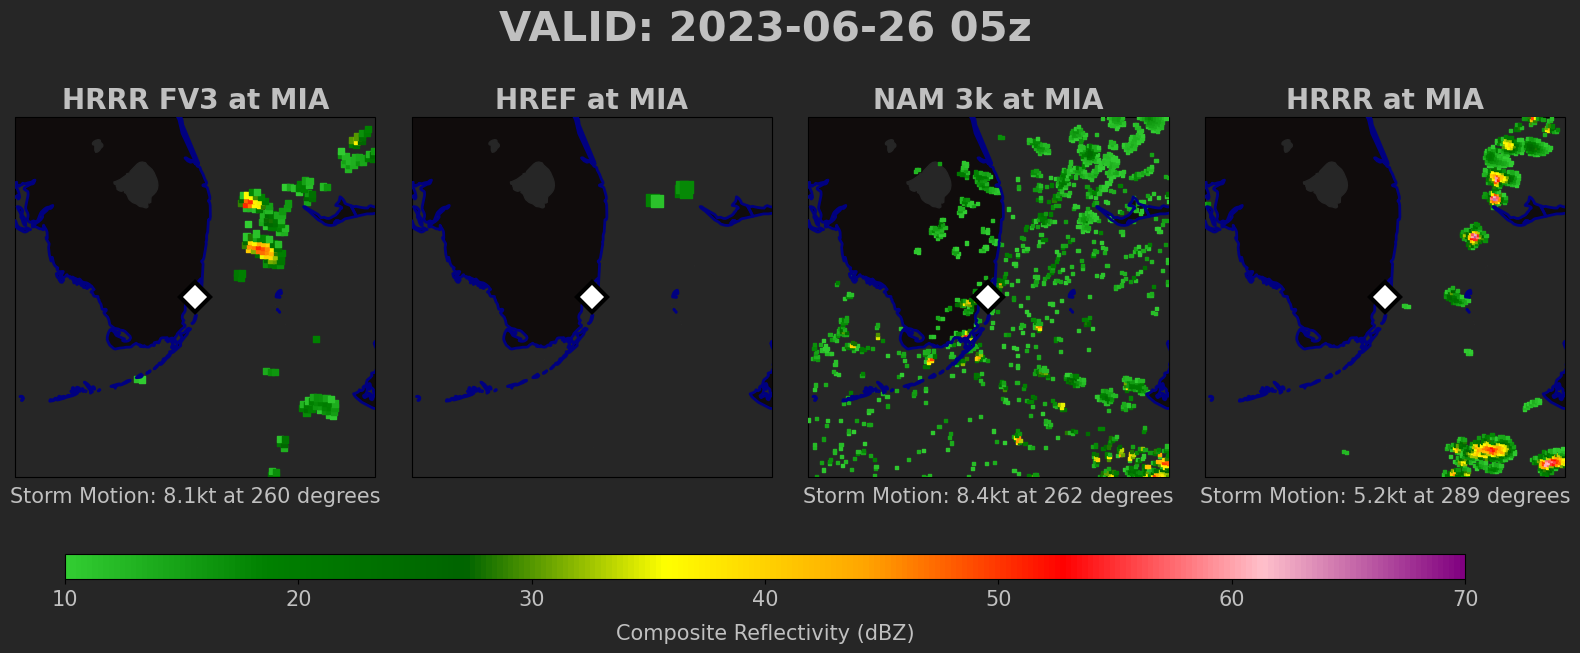 VALID: 2023-06-26 05z
HRRR FV3 at MIA
HREF at MIA
NAM 3k at MIA
HRRR at MIA
Storm Motion: 8.1kt at 260 degrees
Storm Motion: 8.4kt at 262 degrees
Storm Motion: 5.2kt at 289 degrees
10 20 30 40 50 60 70
Composite Reflectivity (dBZ)